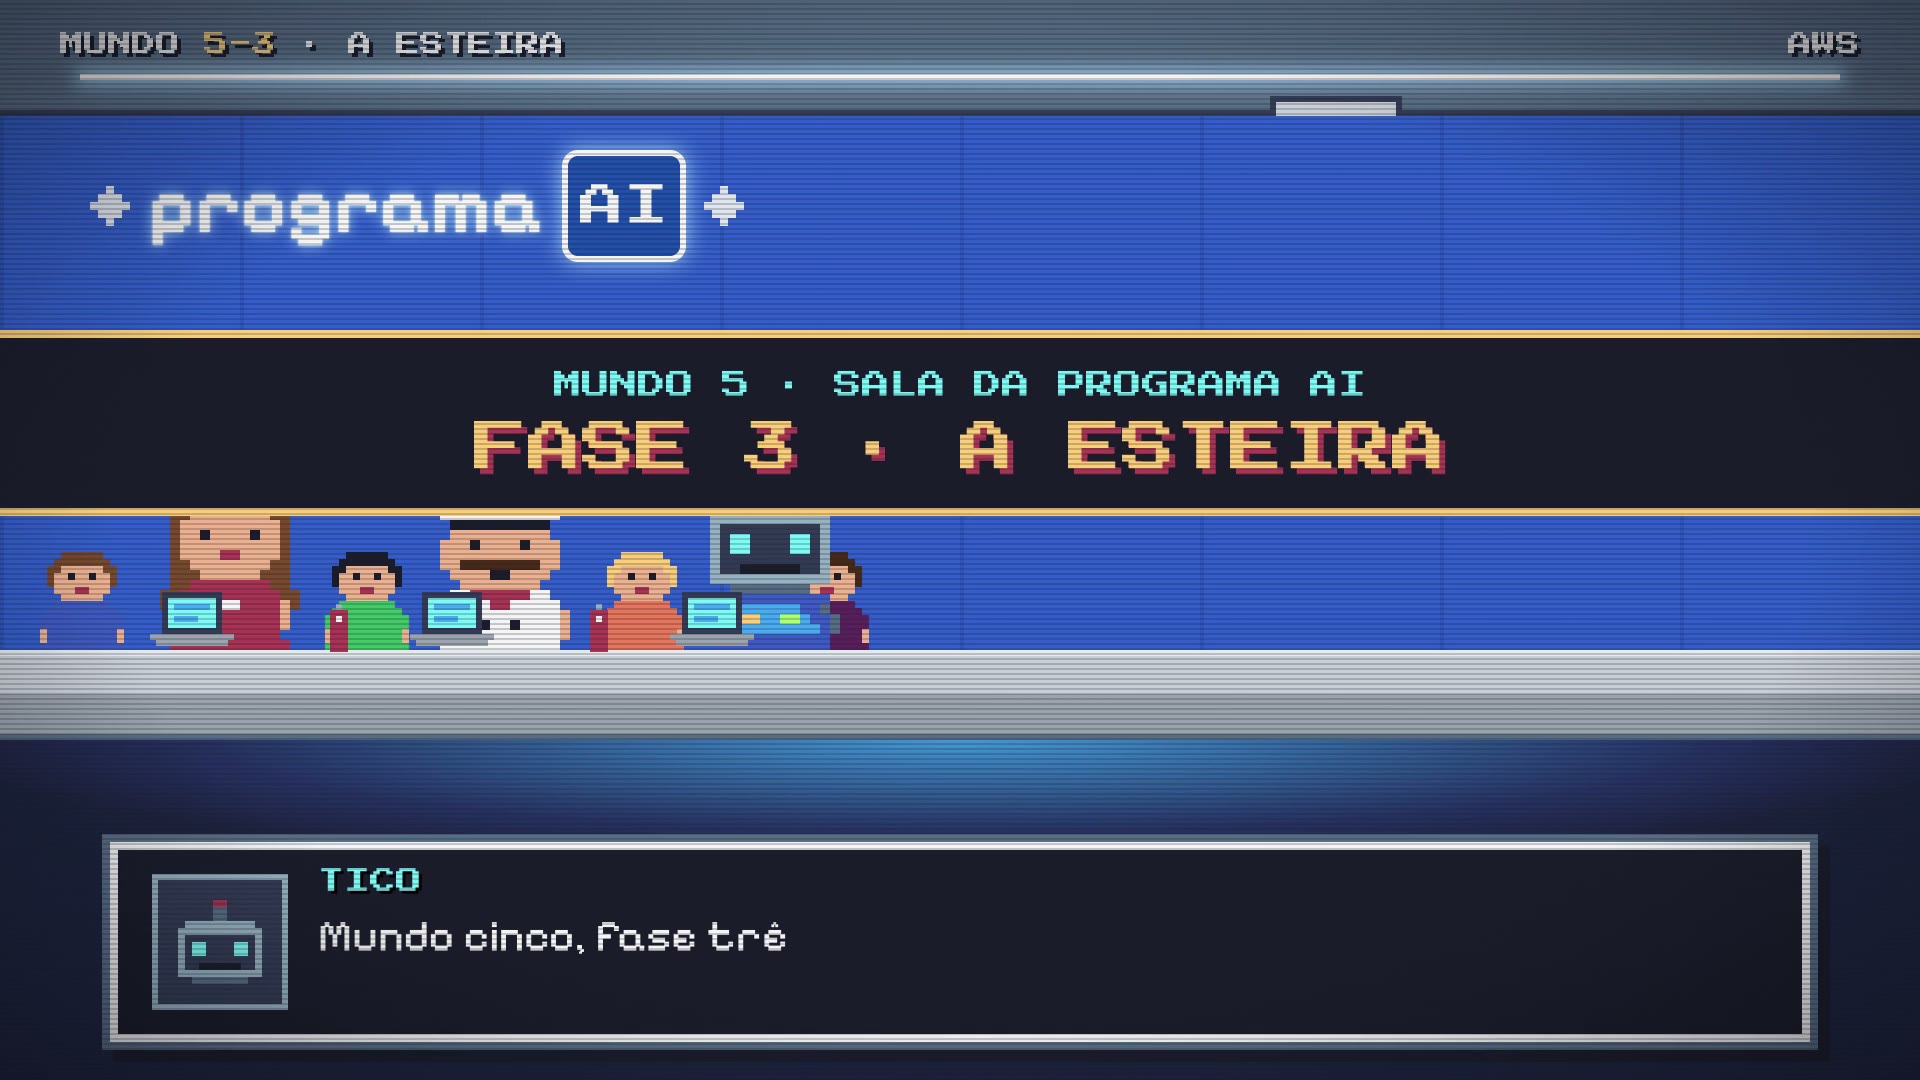 MUNDO 5-3 · A ESTEIRA
AWS
programa AI
MUNDO 5 · SALA DA PROGRAMA AI
FASE 3 · A ESTEIRA
TICO
Mundo cinco, fase trê